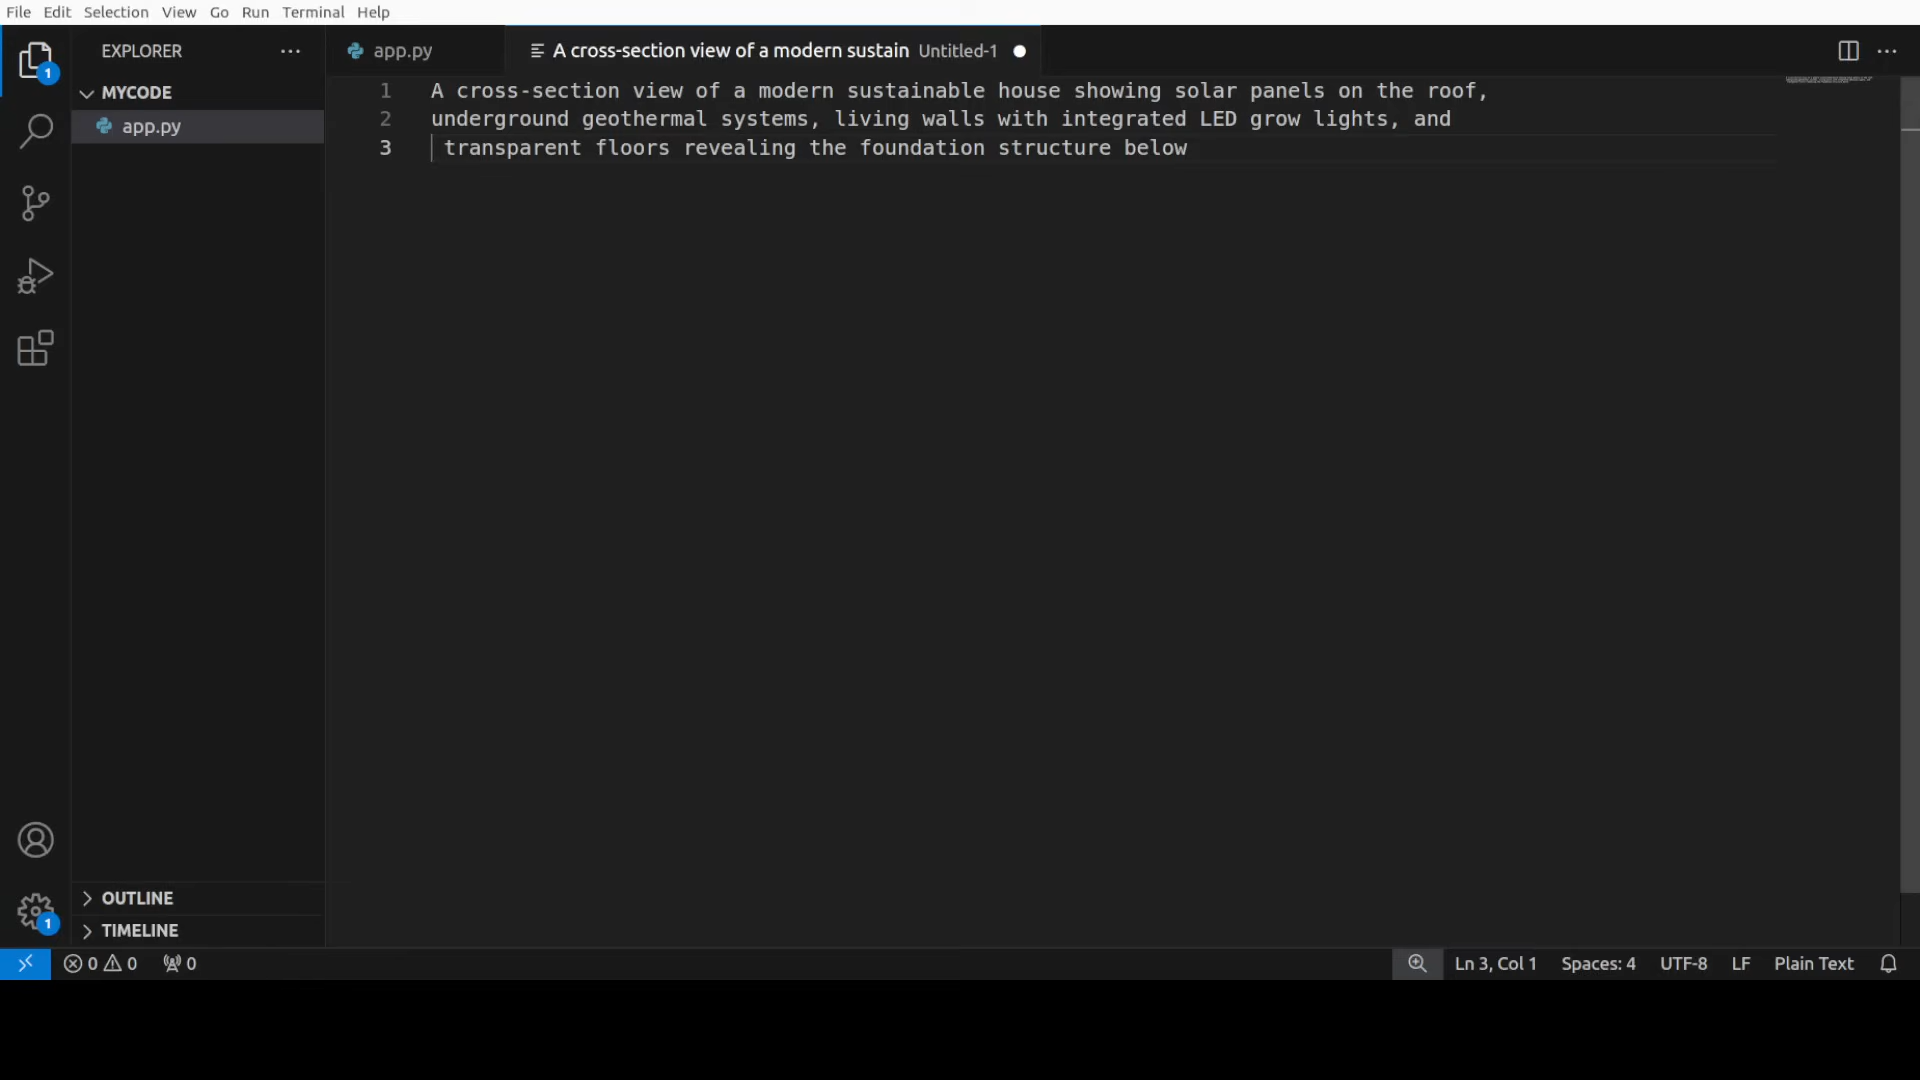 File Edit Selection View Go Run Terminal Help
EXPLORER
app.py
A cross-section view of a modern sustain Untitled-1
1
MYCODE
app.py
1 A cross-section view of a modern sustainable house showing solar panels on the roof,
2 underground geothermal systems, living walls with integrated LED grow lights, and
3 transparent floors revealing the foundation structure below
OUTLINE
1
TIMELINE
0 0 0
Ln 3, Col 1 Spaces: 4 UTF-8 LF Plain Text